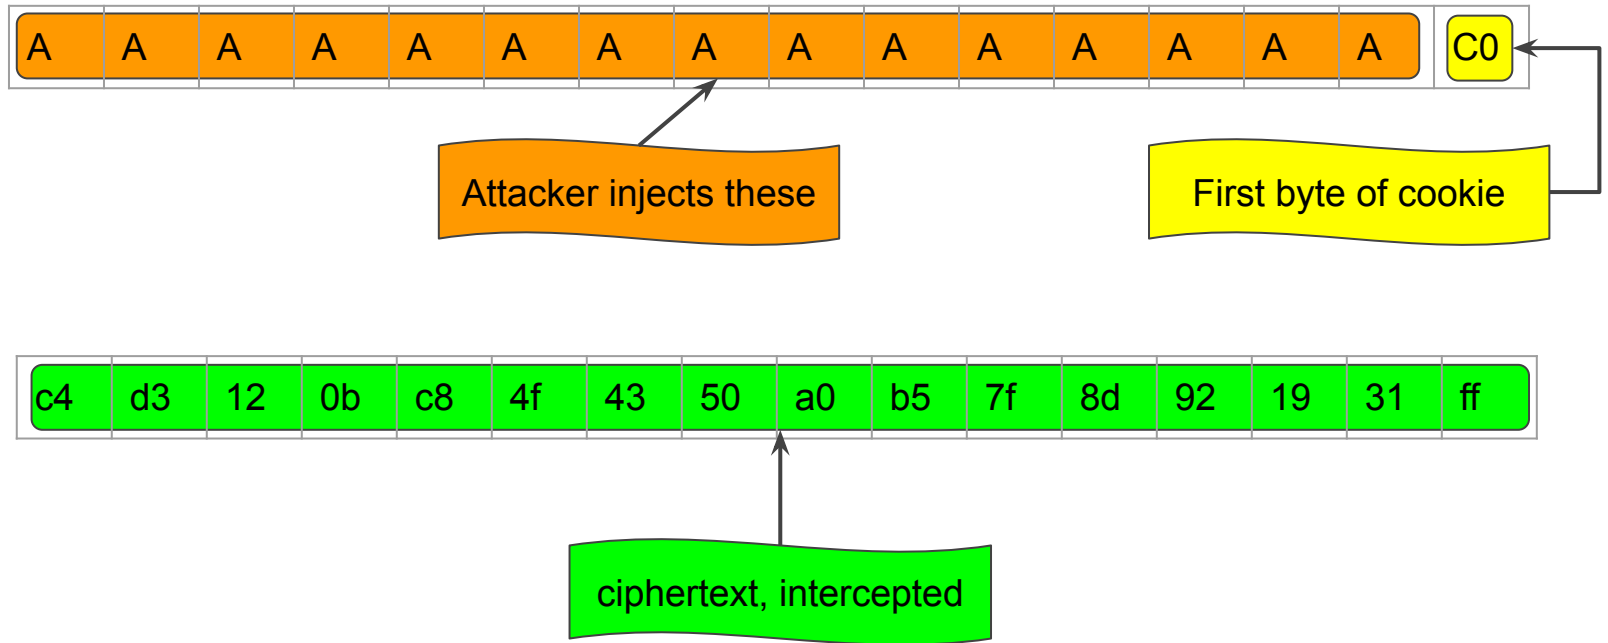 A A A A A A A A A A A A A A A C0
Attacker injects these
First byte of cookie
c4 d3 12 0b c8 4f 43 50 a0 b5 7f 8d 92 19 31 ff
ciphertext, intercepted